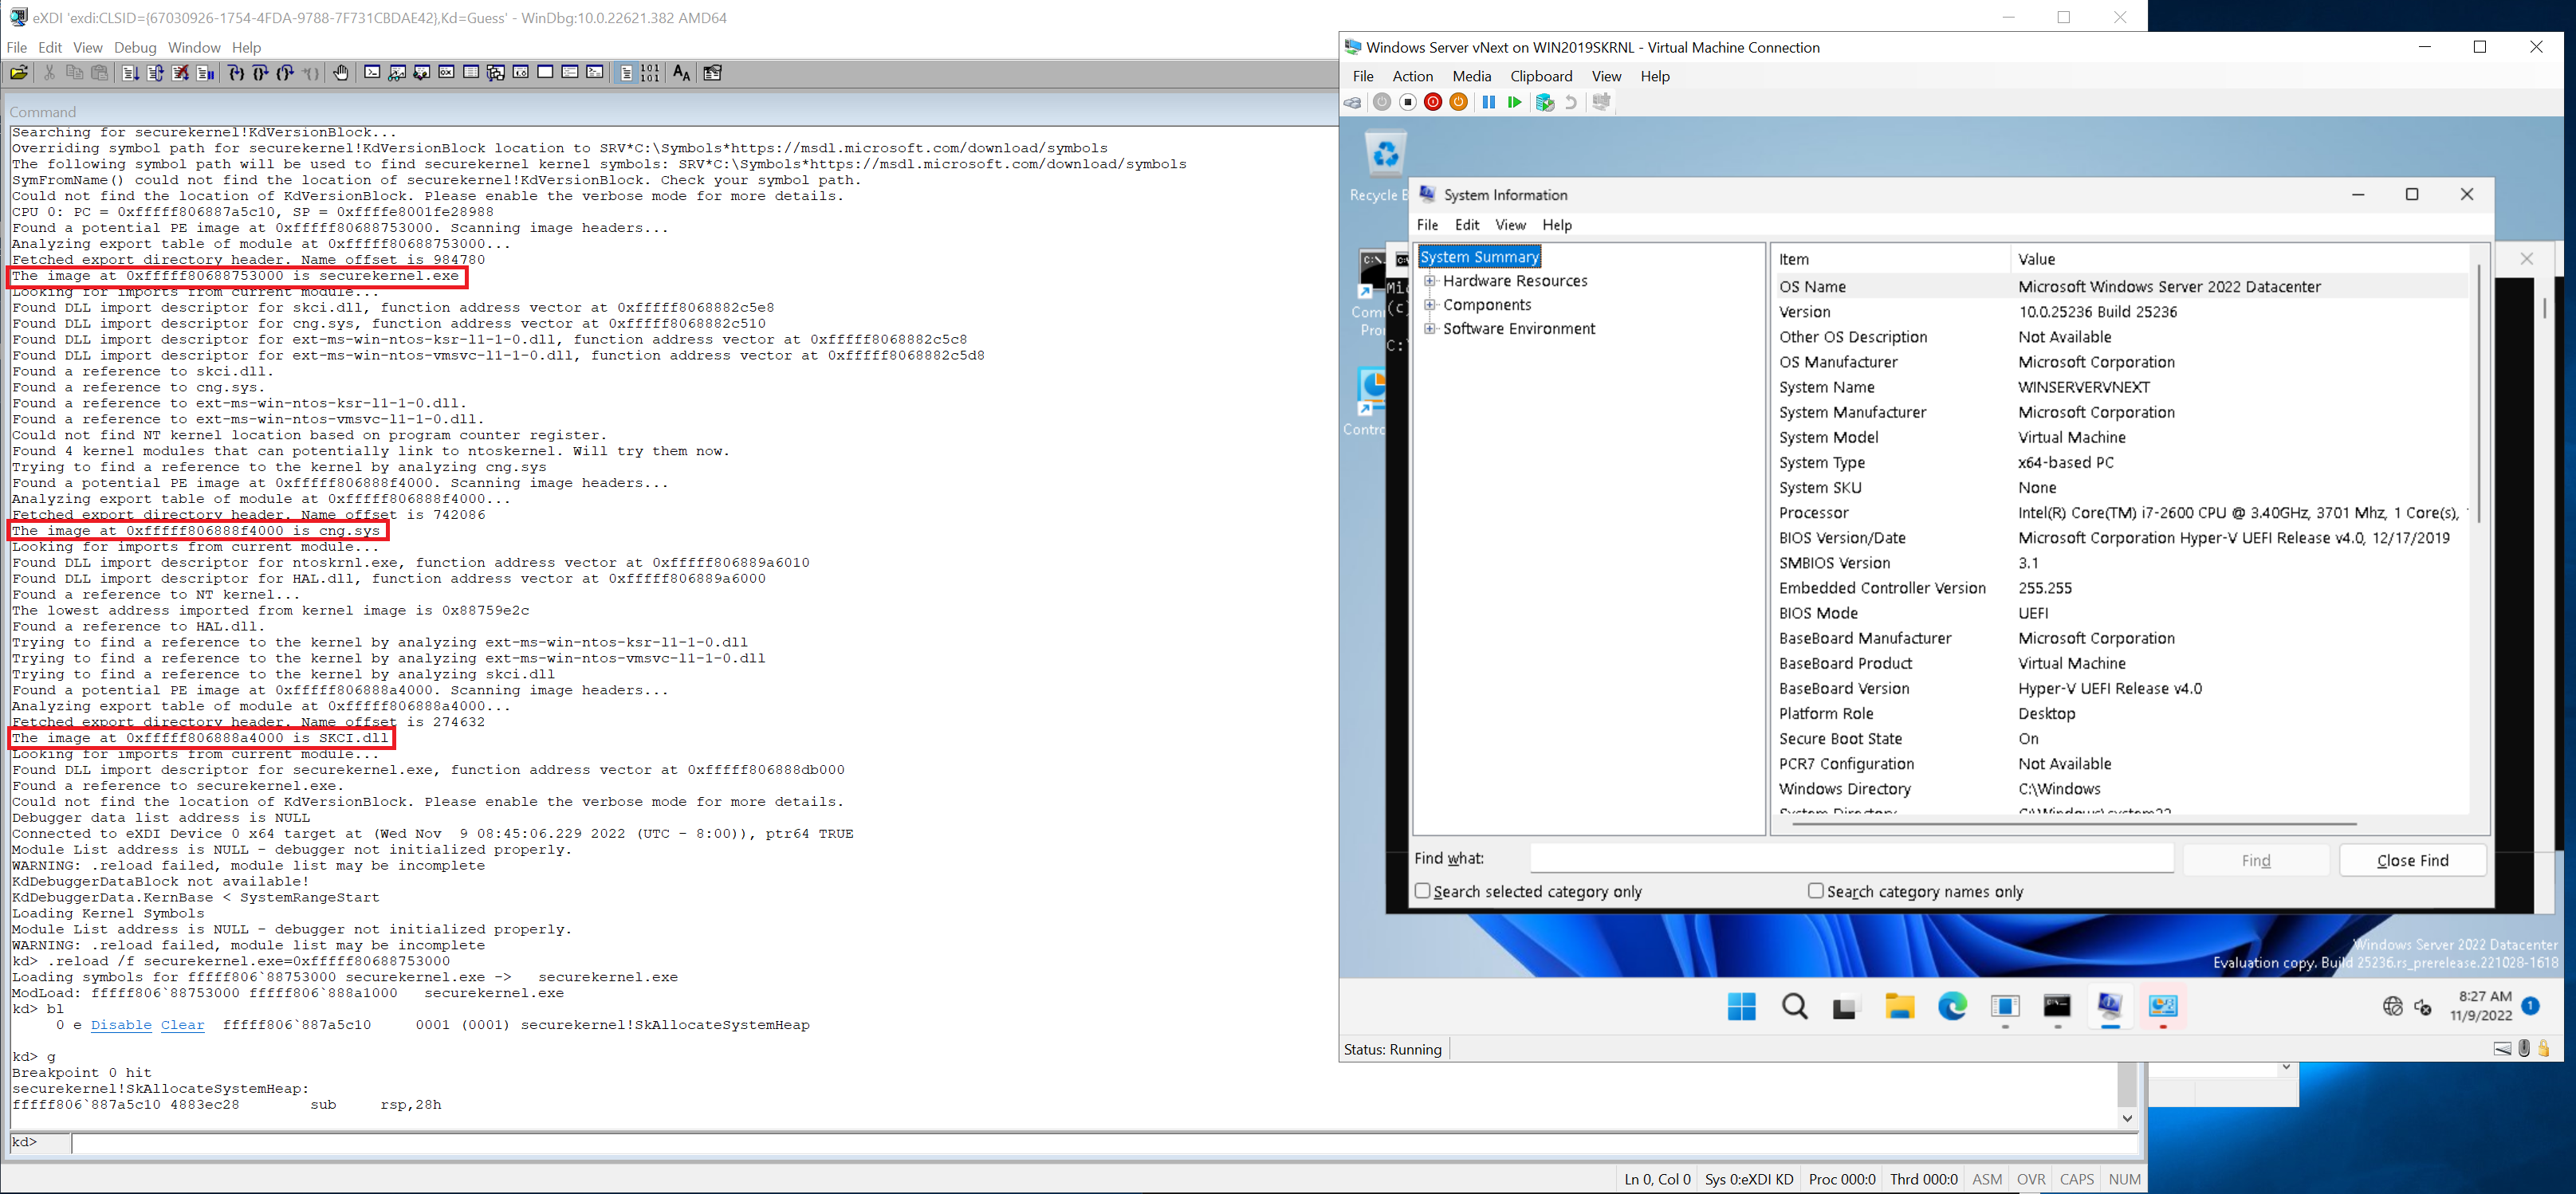 eXDI 'exdi:CLSID={67030926-1754-4FDA-9788-7F731CBDAE42},Kd=Guess' - WinDbg:10.0.22621.382 AMD64
File Edit View Debug Window Help
Command
Searching for securekernel!KdVersionBlock...
Overriding symbol path for securekernel!KdVersionBlock location to SRV*C:\Symbols*https://msdl.microsoft.com/download/symbols
The following symbol path will be used to find securekernel kernel symbols: SRV*C:\Symbols*https://msdl.microsoft.com/download/symbols
SymFromName() could not find the location of securekernel!KdVersionBlock. Check your symbol path.
Could not find the location of KdVersionBlock. Please enable the verbose mode for more details.
CPU 0: PC = 0xfffff806887a5c10, SP = 0xffffe8001fe28988
Found a potential PE image at 0xfffff80688753000. Scanning image headers...
Analyzing export table of module at 0xfffff80688753000...
Fetched export directory header. Name offset is 984780
The image at 0xfffff80688753000 is securekernel.exe
Looking for imports from current module...
Found DLL import descriptor for skci.dll, function address vector at 0xfffff8068882c5e8
Found DLL import descriptor for cng.sys, function address vector at 0xfffff8068882c510
Found DLL import descriptor for ext-ms-win-ntos-ksr-l1-1-0.dll, function address vector at 0xfffff8068882c5c8
Found DLL import descriptor for ext-ms-win-ntos-vmsvc-l1-1-0.dll, function address vector at 0xfffff8068882c5d8
Found a reference to skci.dll.
Found a reference to cng.sys.
Found a reference to ext-ms-win-ntos-ksr-l1-1-0.dll.
Found a reference to ext-ms-win-ntos-vmsvc-l1-1-0.dll.
Could not find NT kernel location based on program counter register.
Found 4 kernel modules that can potentially link to ntoskernel. Will try them now.
Trying to find a reference to the kernel by analyzing cng.sys
Found a potential PE image at 0xfffff806888f4000. Scanning image headers...
Analyzing export table of module at 0xfffff806888f4000...
Fetched export directory header. Name offset is 742086
The image at 0xfffff806888f4000 is cng.sys
Looking for imports from current module...
Found DLL import descriptor for ntoskrnl.exe, function address vector at 0xfffff806889a6010
Found DLL import descriptor for HAL.dll, function address vector at 0xfffff806889a6000
Found a reference to NT kernel...
The lowest address imported from kernel image is 0x88759e2c
Found a reference to HAL.dll.
Trying to find a reference to the kernel by analyzing ext-ms-win-ntos-ksr-l1-1-0.dll
Trying to find a reference to the kernel by analyzing ext-ms-win-ntos-vmsvc-l1-1-0.dll
Trying to find a reference to the kernel by analyzing skci.dll
Found a potential PE image at 0xfffff806888a4000. Scanning image headers...
Analyzing export table of module at 0xfffff806888a4000...
Fetched export directory header. Name offset is 274632
The image at 0xfffff806888a4000 is SKCI.dll
Looking for imports from current module...
Found DLL import descriptor for securekernel.exe, function address vector at 0xfffff806888db000
Found a reference to securekernel.exe.
Could not find the location of KdVersionBlock. Please enable the verbose mode for more details.
Debugger data list address is NULL
Connected to eXDI Device 0 x64 target at (Wed Nov  9 08:45:06.229 2022 (UTC - 8:00)), ptr64 TRUE
Module List address is NULL - debugger not initialized properly.
WARNING: .reload failed, module list may be incomplete
KdDebuggerDataBlock not available!
KdDebuggerData.KernBase < SystemRangeStart
Loading Kernel Symbols
Module List address is NULL - debugger not initialized properly.
WARNING: .reload failed, module list may be incomplete
kd> .reload /f securekernel.exe=0xfffff80688753000
Loading symbols for fffff806`88753000 securekernel.exe ->   securekernel.exe
ModLoad: fffff806`88753000 fffff806`888a1000   securekernel.exe
kd> bl
0 e Disable Clear  fffff806`887a5c10     0001 (0001) securekernel!SkAllocateSystemHeap
kd> g
Breakpoint 0 hit
securekernel!SkAllocateSystemHeap:
fffff806`887a5c10 4883ec28        sub     rsp,28h
kd>
Ln 0, Col 0 Sys 0:eXDI KD Proc 000:0 Thrd 000:0 ASM OVR CAPS NUM
Windows Server vNext on WIN2019SKRNL - Virtual Machine Connection
File Action Media Clipboard View Help
Recycle B
Com
Pro
Contro
Mi
(c)
C:\
System Information
File Edit View Help
System Summary
Hardware Resources
Components
Software Environment
Item Value
OS Name Microsoft Windows Server 2022 Datacenter
Version 10.0.25236 Build 25236
Other OS Description Not Available
OS Manufacturer Microsoft Corporation
System Name WINSERVERVNEXT
System Manufacturer Microsoft Corporation
System Model Virtual Machine
System Type x64-based PC
System SKU None
Processor Intel(R) Core(TM) i7-2600 CPU @ 3.40GHz, 3701 Mhz, 1 Core(s),
BIOS Version/Date Microsoft Corporation Hyper-V UEFI Release v4.0, 12/17/2019
SMBIOS Version 3.1
Embedded Controller Version 255.255
BIOS Mode UEFI
BaseBoard Manufacturer Microsoft Corporation
BaseBoard Product Virtual Machine
BaseBoard Version Hyper-V UEFI Release v4.0
Platform Role Desktop
Secure Boot State On
PCR7 Configuration Not Available
Windows Directory C:\Windows
System Directory C:\Windows\system32
Find what: Find Close Find
Search selected category only Search category names only
Windows Server 2022 Datacenter
Evaluation copy. Build 25236.rs_prerelease.221028-1618
8:27 AM
11/9/2022 1
Status: Running